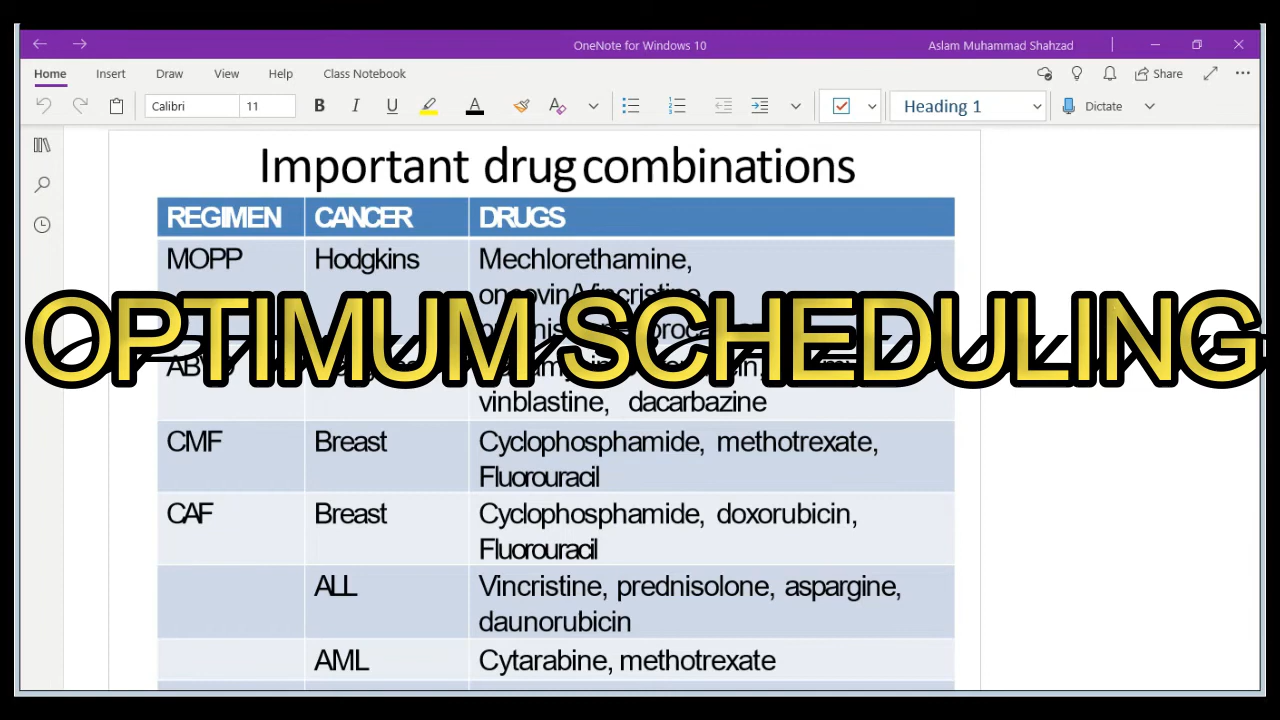 OneNote for Windows 10
Aslam Muhammad Shahzad
Home Insert Draw View Help Class Notebook Share
Calibri 11 B I U A Heading 1 Dictate
Important drug combinations
REGIMEN CANCER DRUGS
MOPP Hodgkins Mechlorethamine,
OPTIMUM SCHEDULING
vinblastine, dacarbazine
CMF Breast Cyclophosphamide, methotrexate,
Fluorouracil
CAF Breast Cyclophosphamide, doxorubicin,
Fluorouracil
ALL Vincristine, prednisolone, aspargine,
daunorubicin
AML Cytarabine, methotrexate